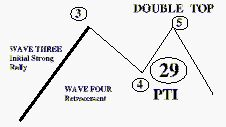 DOUBLE TOP
3
5
WAVE THREE
Initial Strong
Rally
29
4
PTI
WAVE FOUR
Retracement